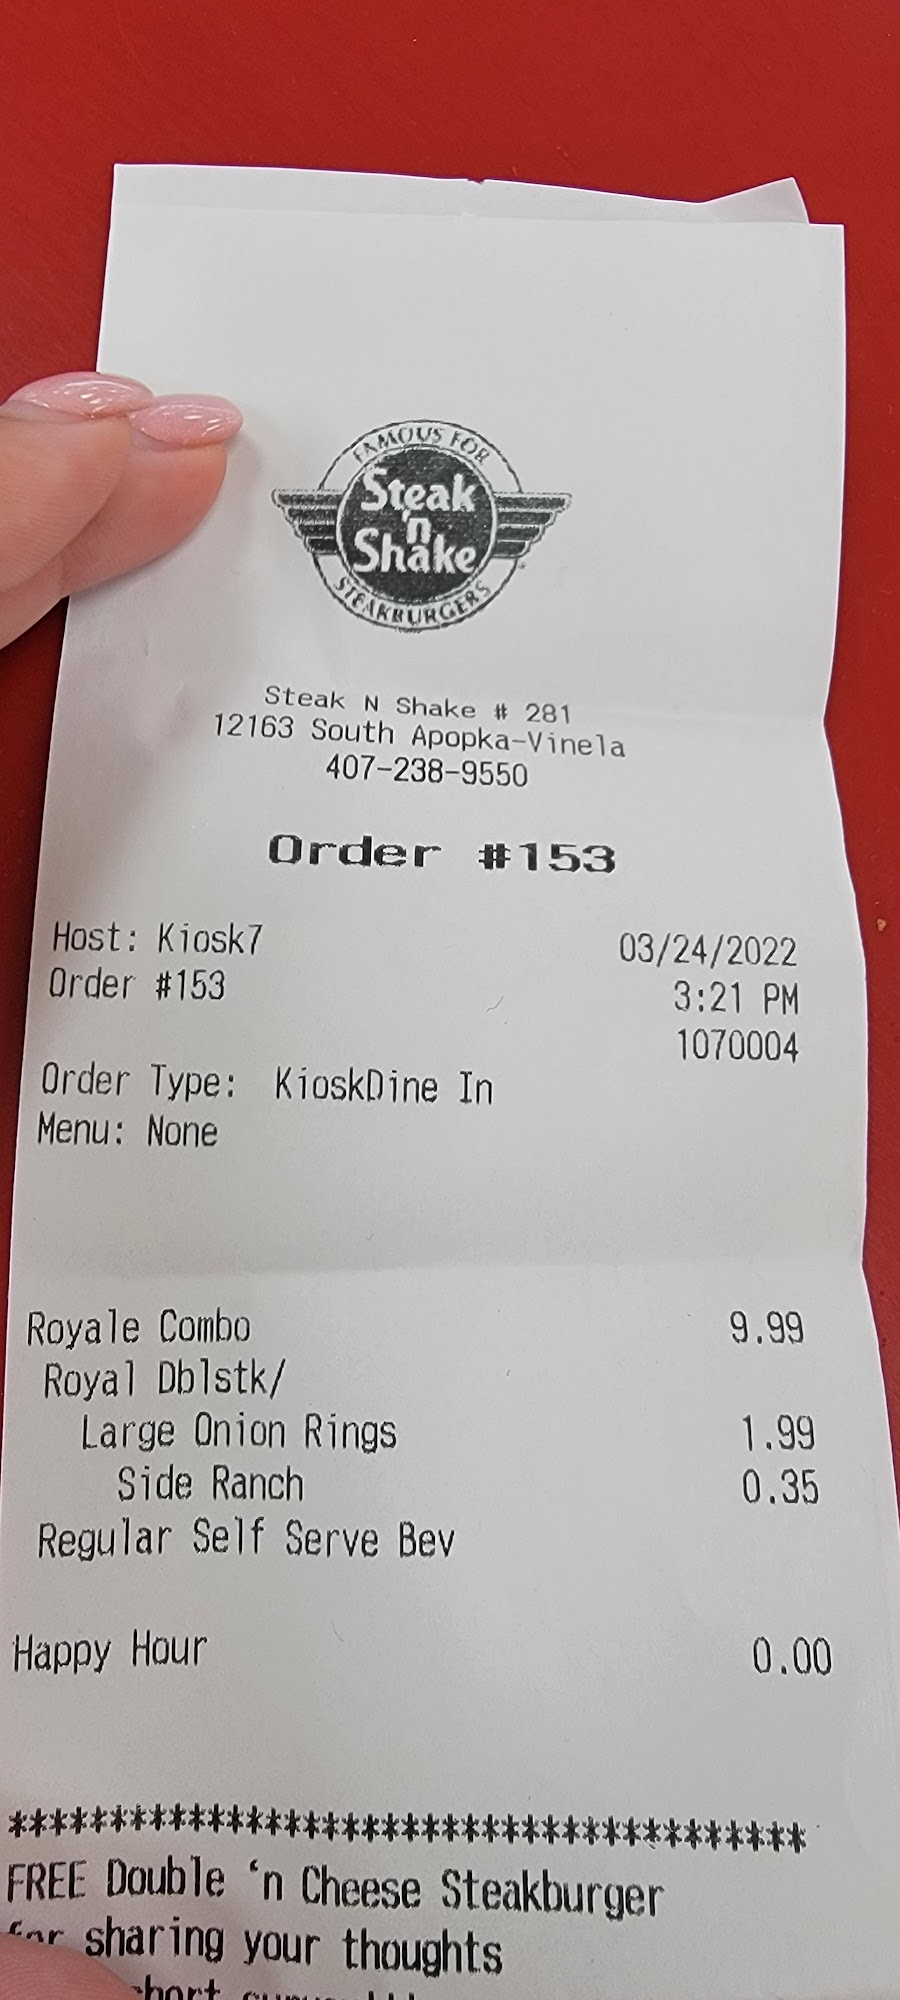 FAMOUS FOR
Steak
'n
Shake
STEAKBURGERS
Steak N Shake # 281
12163 South Apopka-Vinela
407-238-9550
Order #153
Host: Kiosk7 03/24/2022
Order #153 3:21 PM
1070004
Order Type: KioskDine In
Menu: None
Royale Combo 9.99
Royal Dblstk/
Large Onion Rings 1.99
Side Ranch 0.35
Regular Self Serve Bev
Happy Hour 0.00
****************************************
FREE Double 'n Cheese Steakburger
for sharing your thoughts